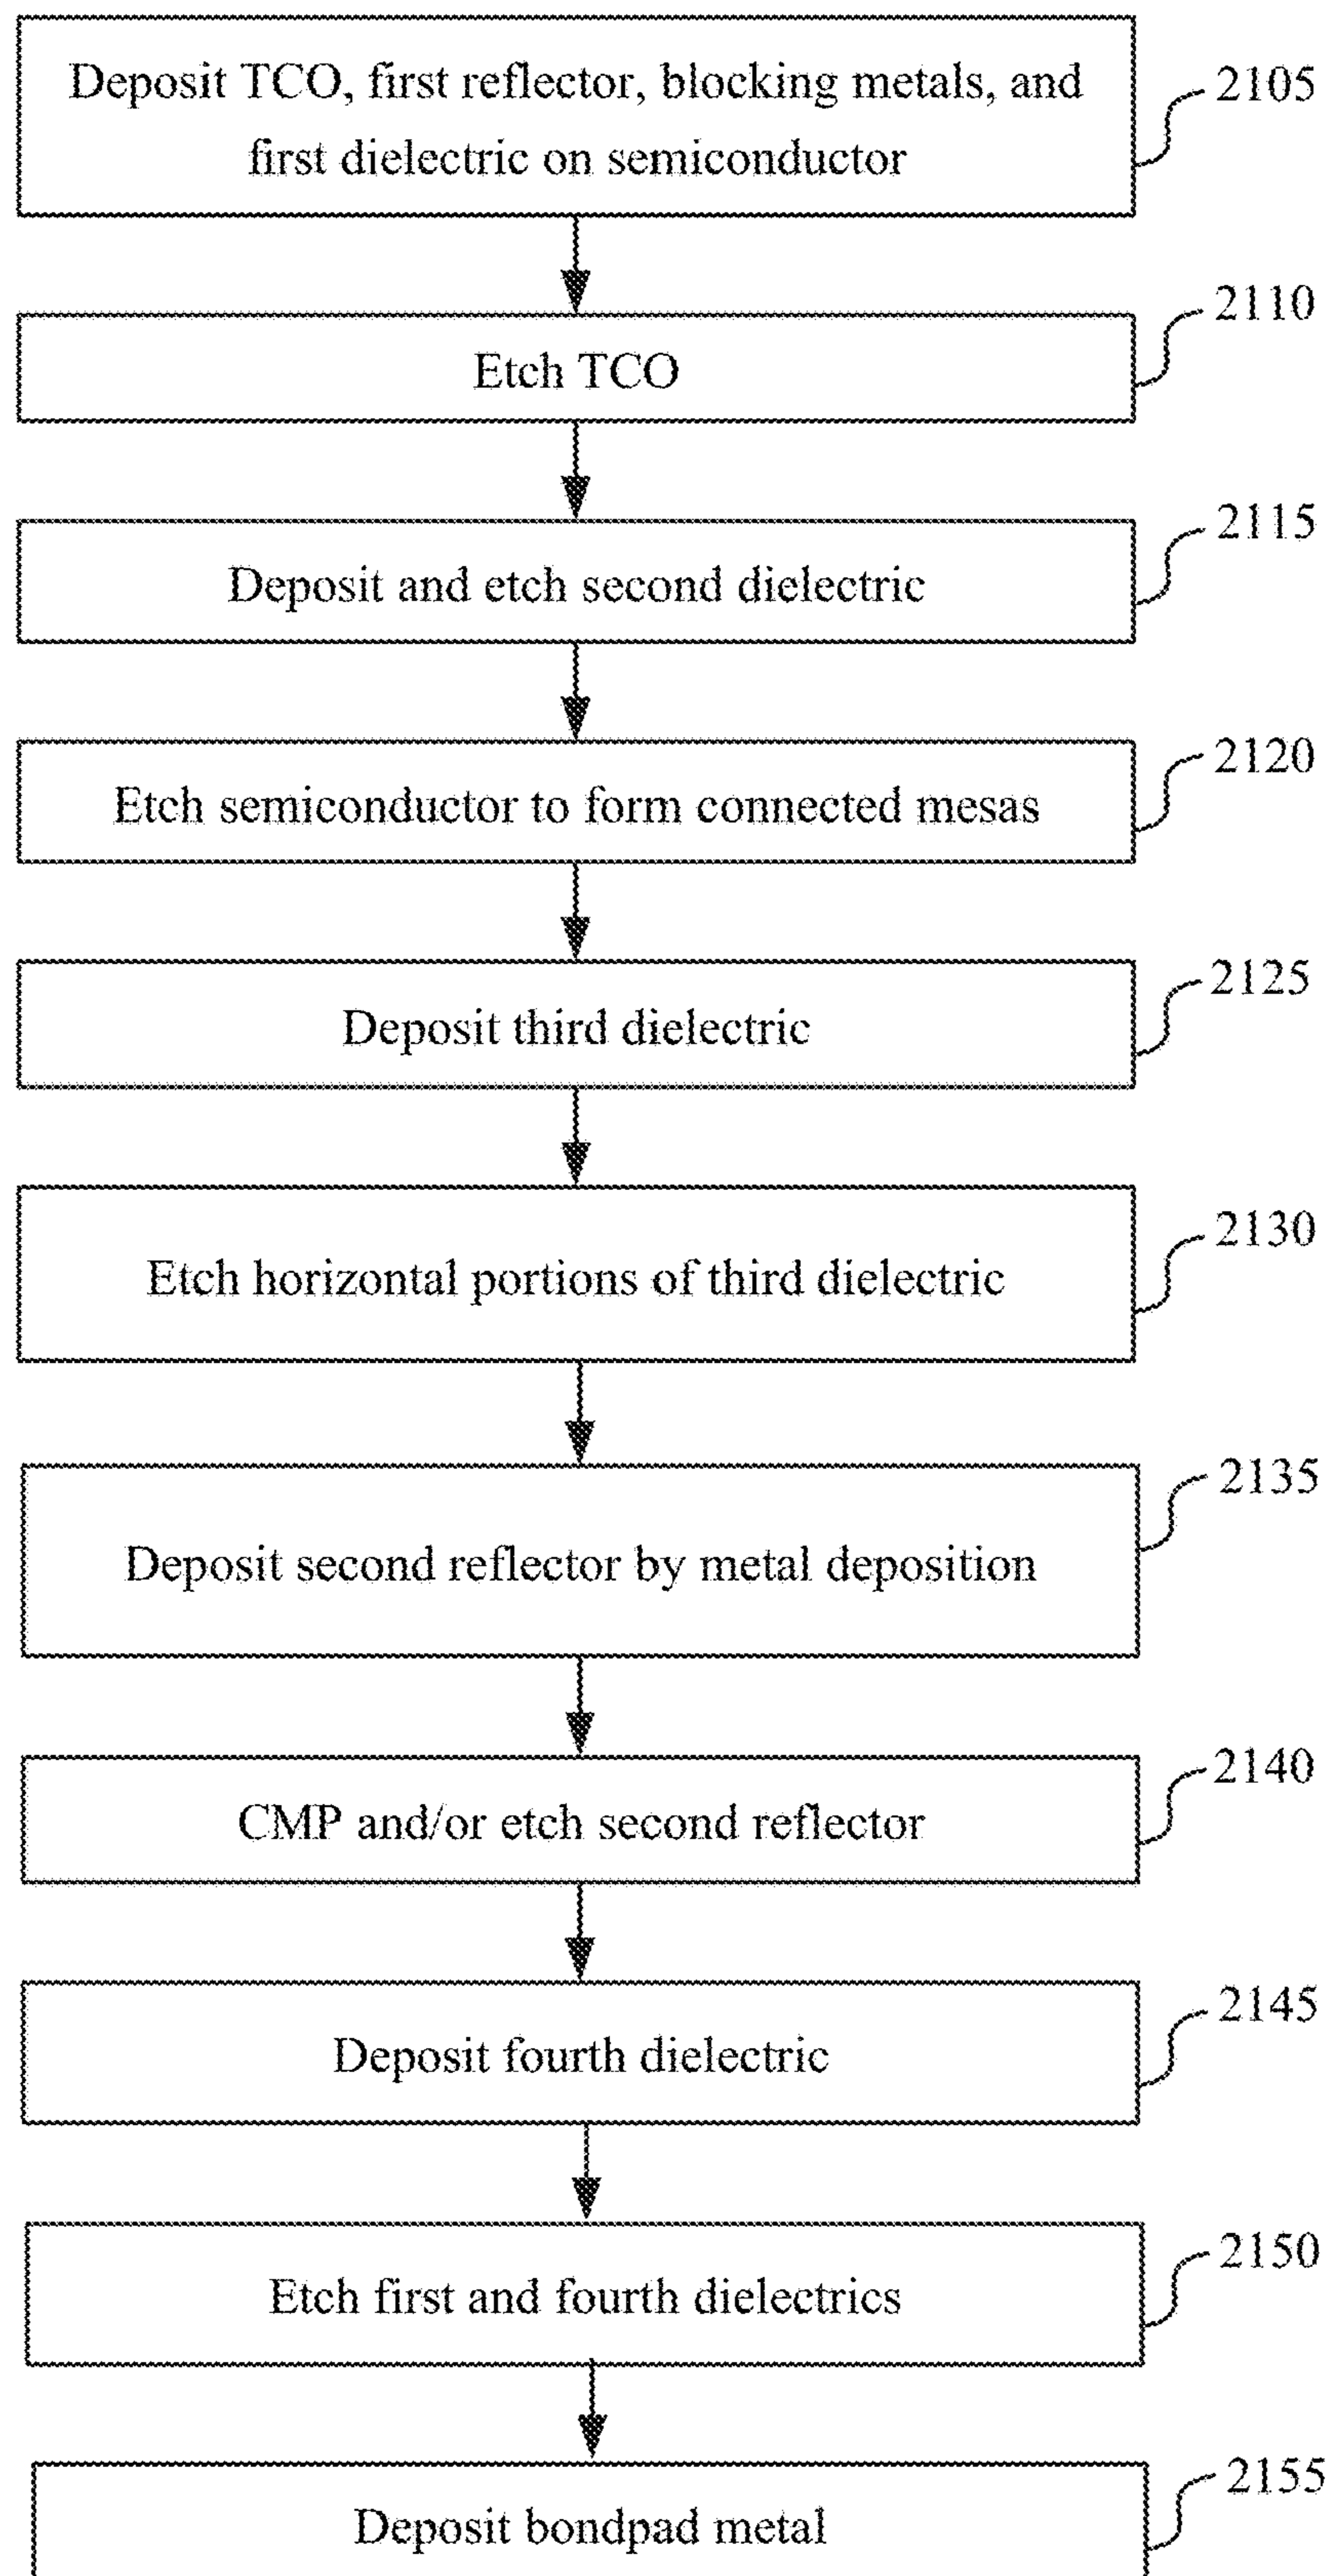 Deposit TCO, first reflector, blocking metals, and
first dielectric on semiconductor
2105
2110
Etch TCO
2115
Deposit and etch second dielectric
2120
Etch semiconductor to form connected mesas
2125
Deposit third dielectric
2130
Etch horizontal portions of third dielectric
2135
Deposit second reflector by metal deposition
2140
CMP and/or etch second reflector
2145
Deposit fourth dielectric
2150
Etch first and fourth dielectrics
2155
Deposit bondpad metal